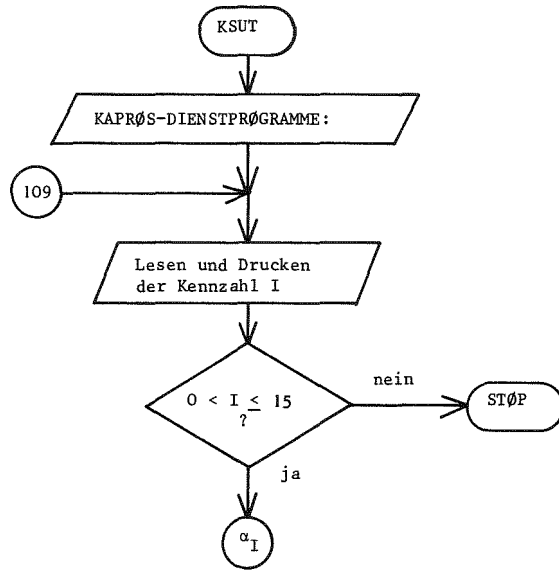 KSUT
KAPRØS-DIENSTPRØGRAMME:
109
Lesen und Drucken
der Kennzahl I
0 < I ≤ 15
?
nein
STØP
ja
α_I